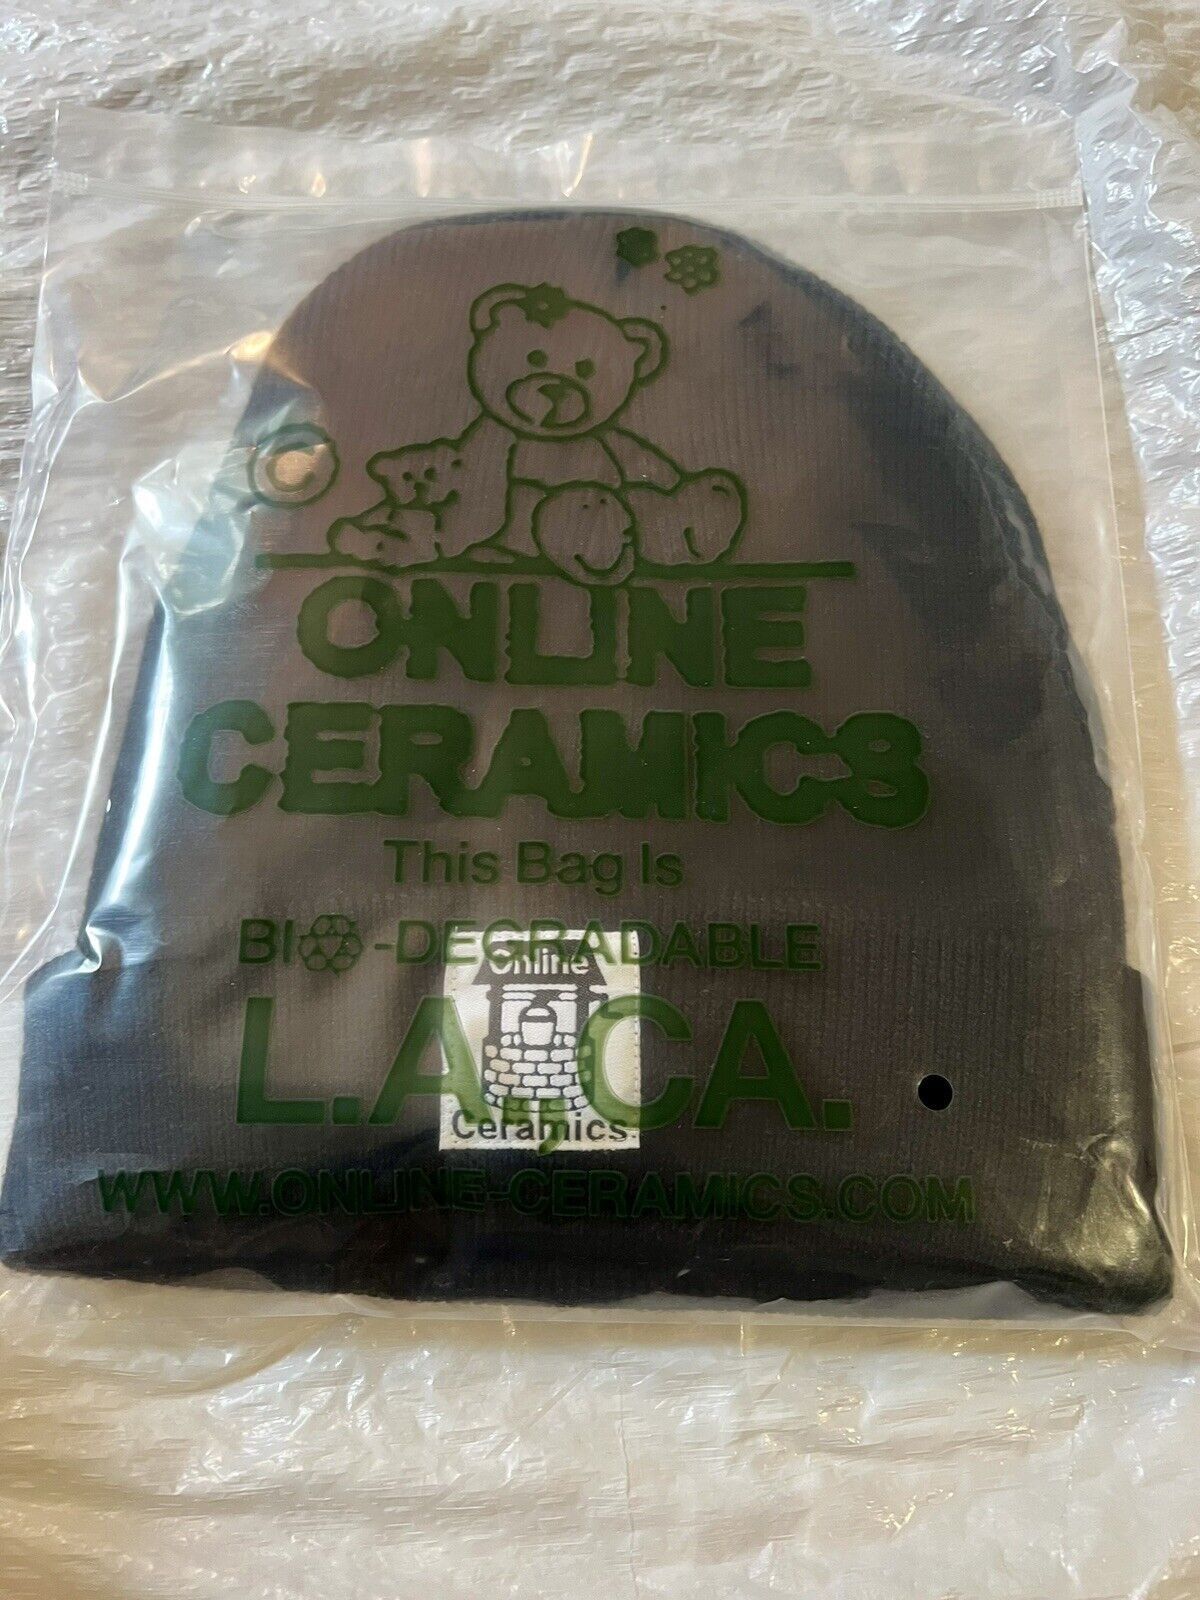 ONLINE
CERAMICS
This Bag Is
BIO-DEGRADABLE
Online
L.A., CA.
Ceramics
WWW.ONLINE-CERAMICS.COM